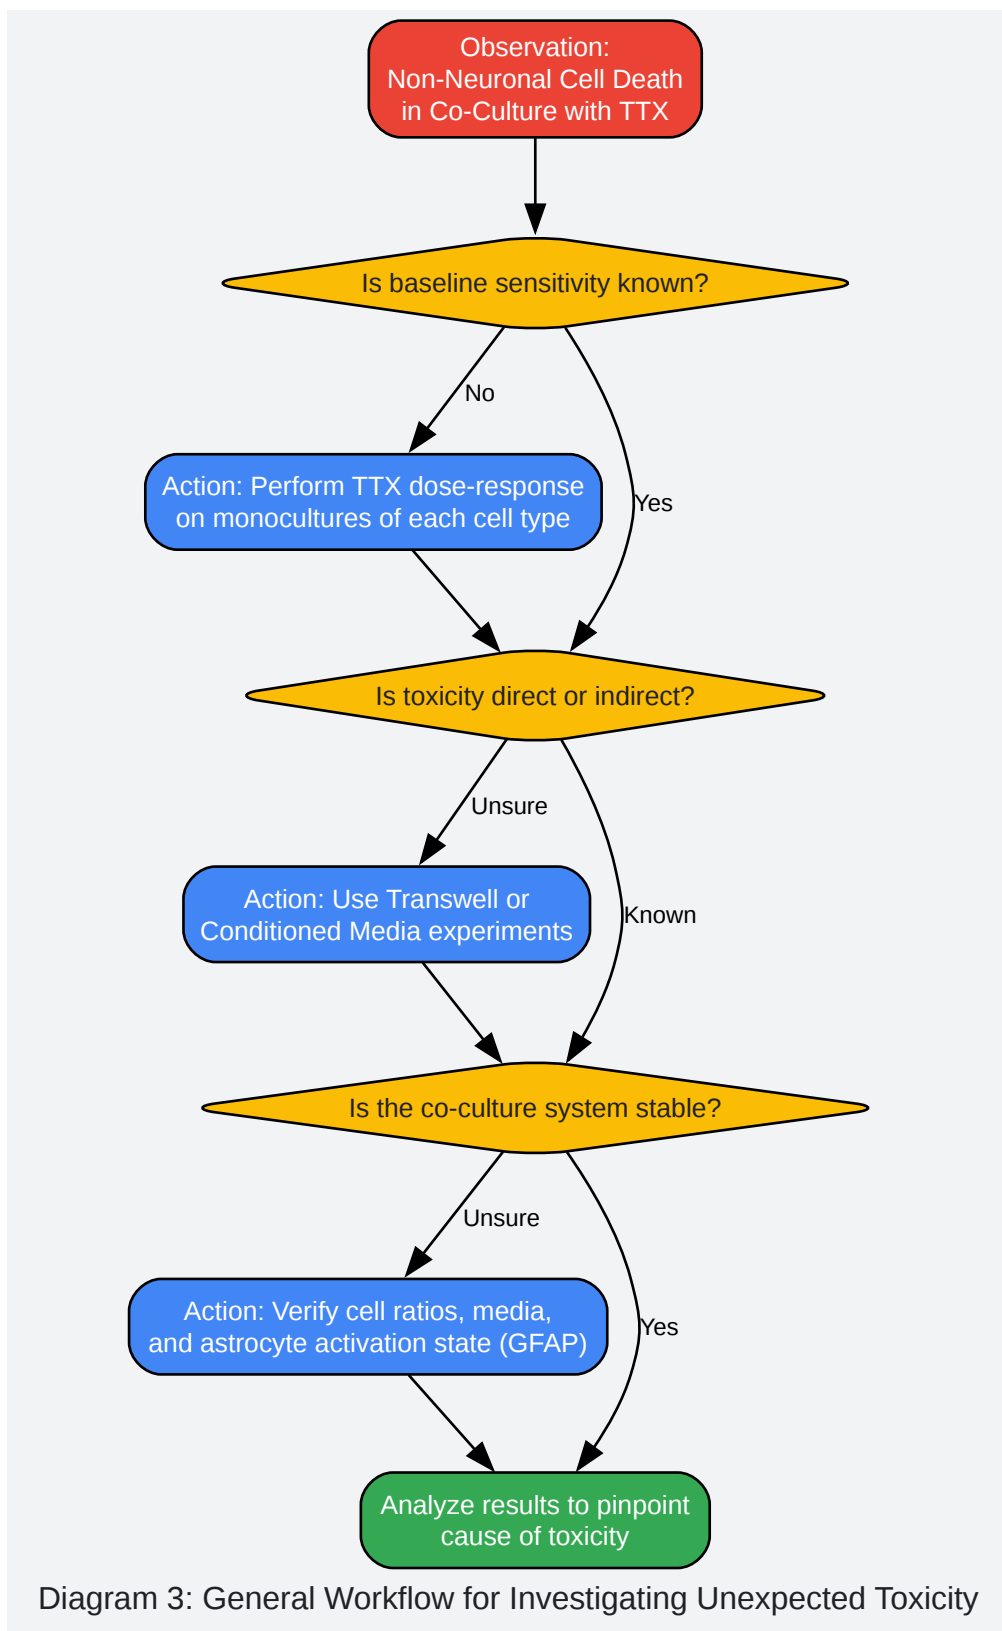 Observation:
Non-Neuronal Cell Death
in Co-Culture with TTX
Is baseline sensitivity known?
No
Action: Perform TTX dose-response
on monocultures of each cell type
Yes
Is toxicity direct or indirect?
Unsure
Action: Use Transwell or
Conditioned Media experiments
Known
Is the co-culture system stable?
Unsure
Action: Verify cell ratios, media,
and astrocyte activation state (GFAP)
Yes
Analyze results to pinpoint
cause of toxicity
Diagram 3: General Workflow for Investigating Unexpected Toxicity